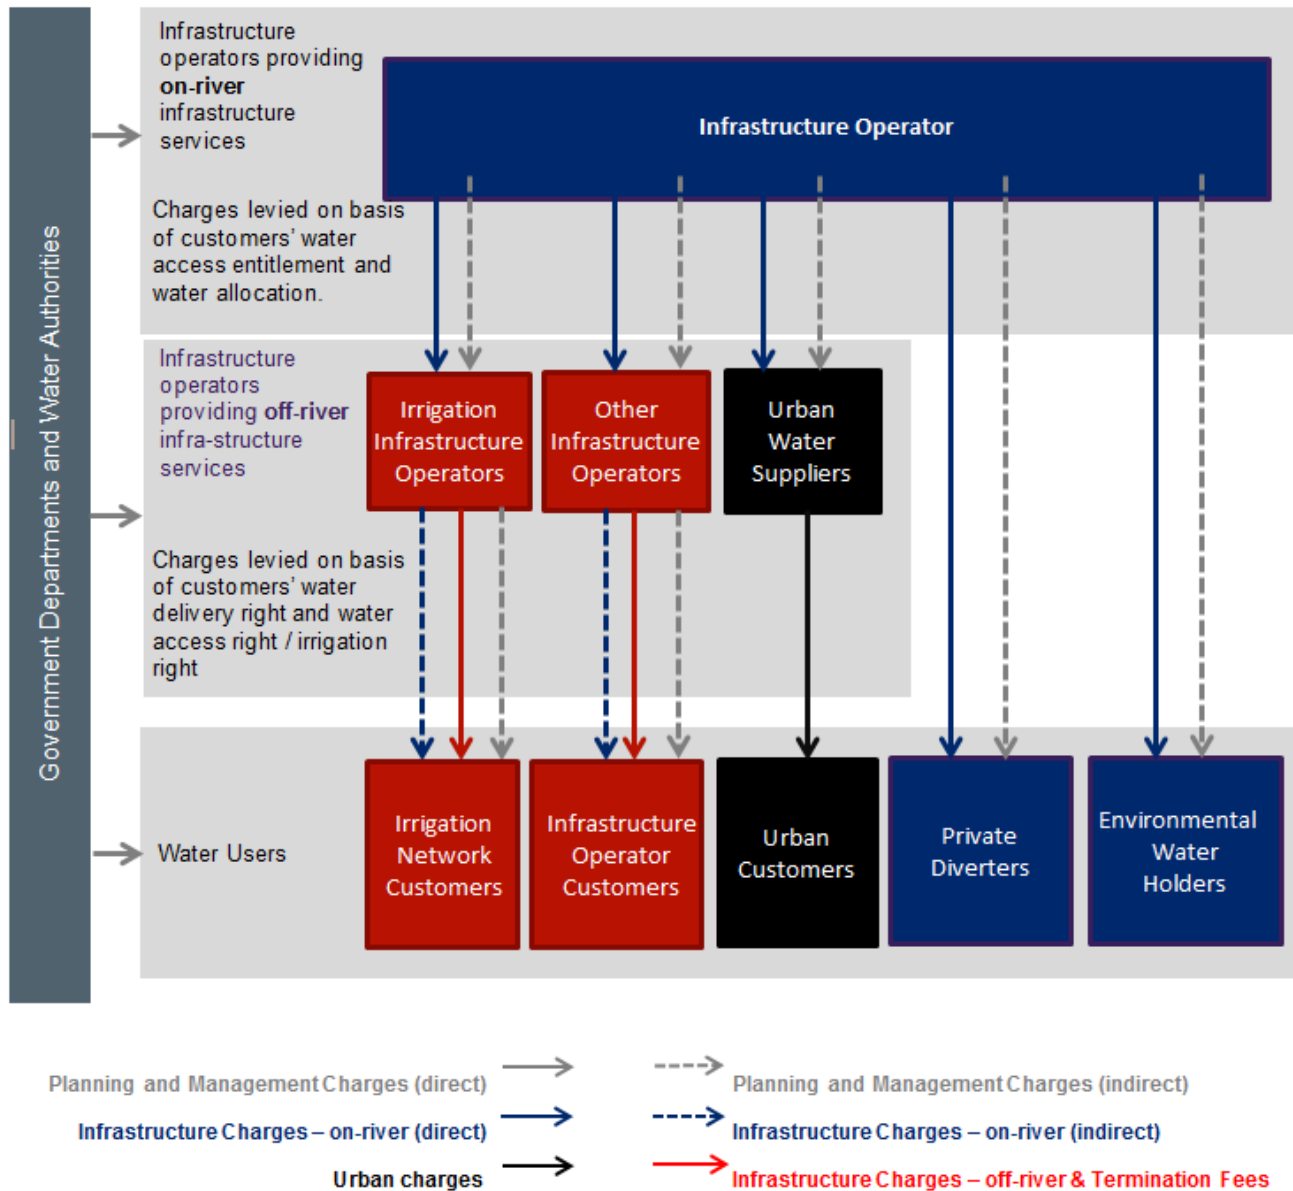 Government Departments and Water Authorities
Infrastructure
operators providing
on-river
infrastructure
services
Infrastructure Operator
Charges levied on basis
of customers' water
access entitlement and
water allocation.
Infrastructure
operators
providing off-river
infra-structure
services
Irrigation
Infrastructure
Operators
Other
Infrastructure
Operators
Urban
Water
Suppliers
Charges levied on basis
of customers' water
delivery right and water
access right / irrigation
right
Water Users
Irrigation
Network
Customers
Infrastructure
Operator
Customers
Urban
Customers
Private
Diverters
Environmental
Water
Holders
Planning and Management Charges (direct)
Planning and Management Charges (indirect)
Infrastructure Charges – on-river (direct)
Infrastructure Charges – on-river (indirect)
Urban charges
Infrastructure Charges – off-river & Termination Fees